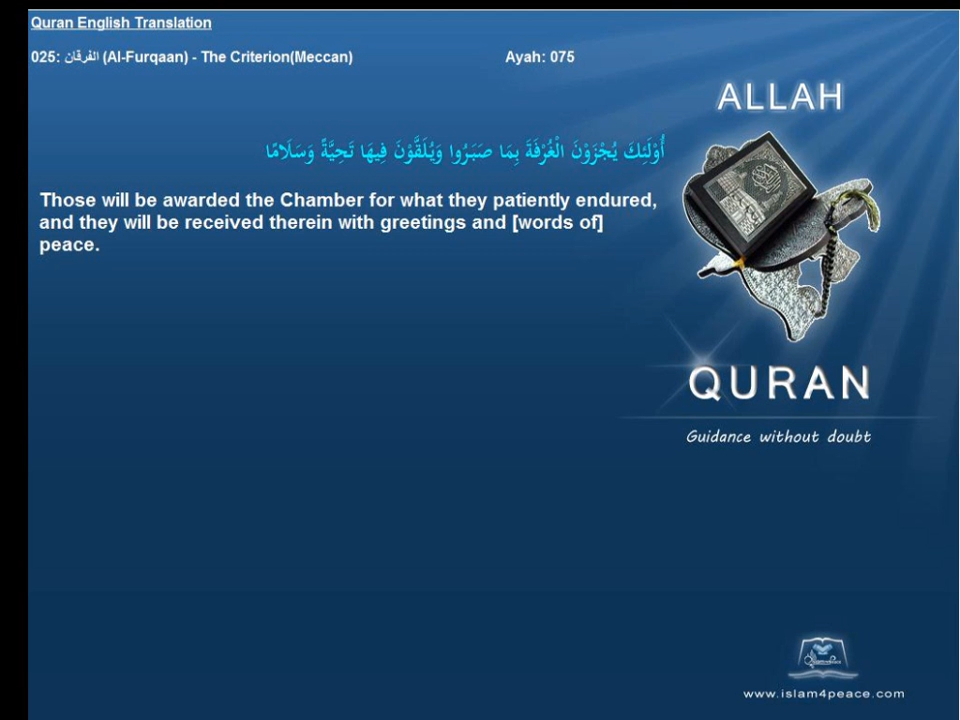 Quran English Translation
025: الفرقان (Al-Furqaan) - The Criterion(Meccan)
Ayah: 075
ALLAH
أُوْلَئِكَ يُجْزَوْنَ الْغُرْفَةَ بِمَا صَبَرُوا وَيُلَقَّوْنَ فِيهَا تَحِيَّةً وَسَلَامًا
Those will be awarded the Chamber for what they patiently endured,
and they will be received therein with greetings and [words of]
peace.
QURAN
Guidance without doubt
www.islam4peace.com